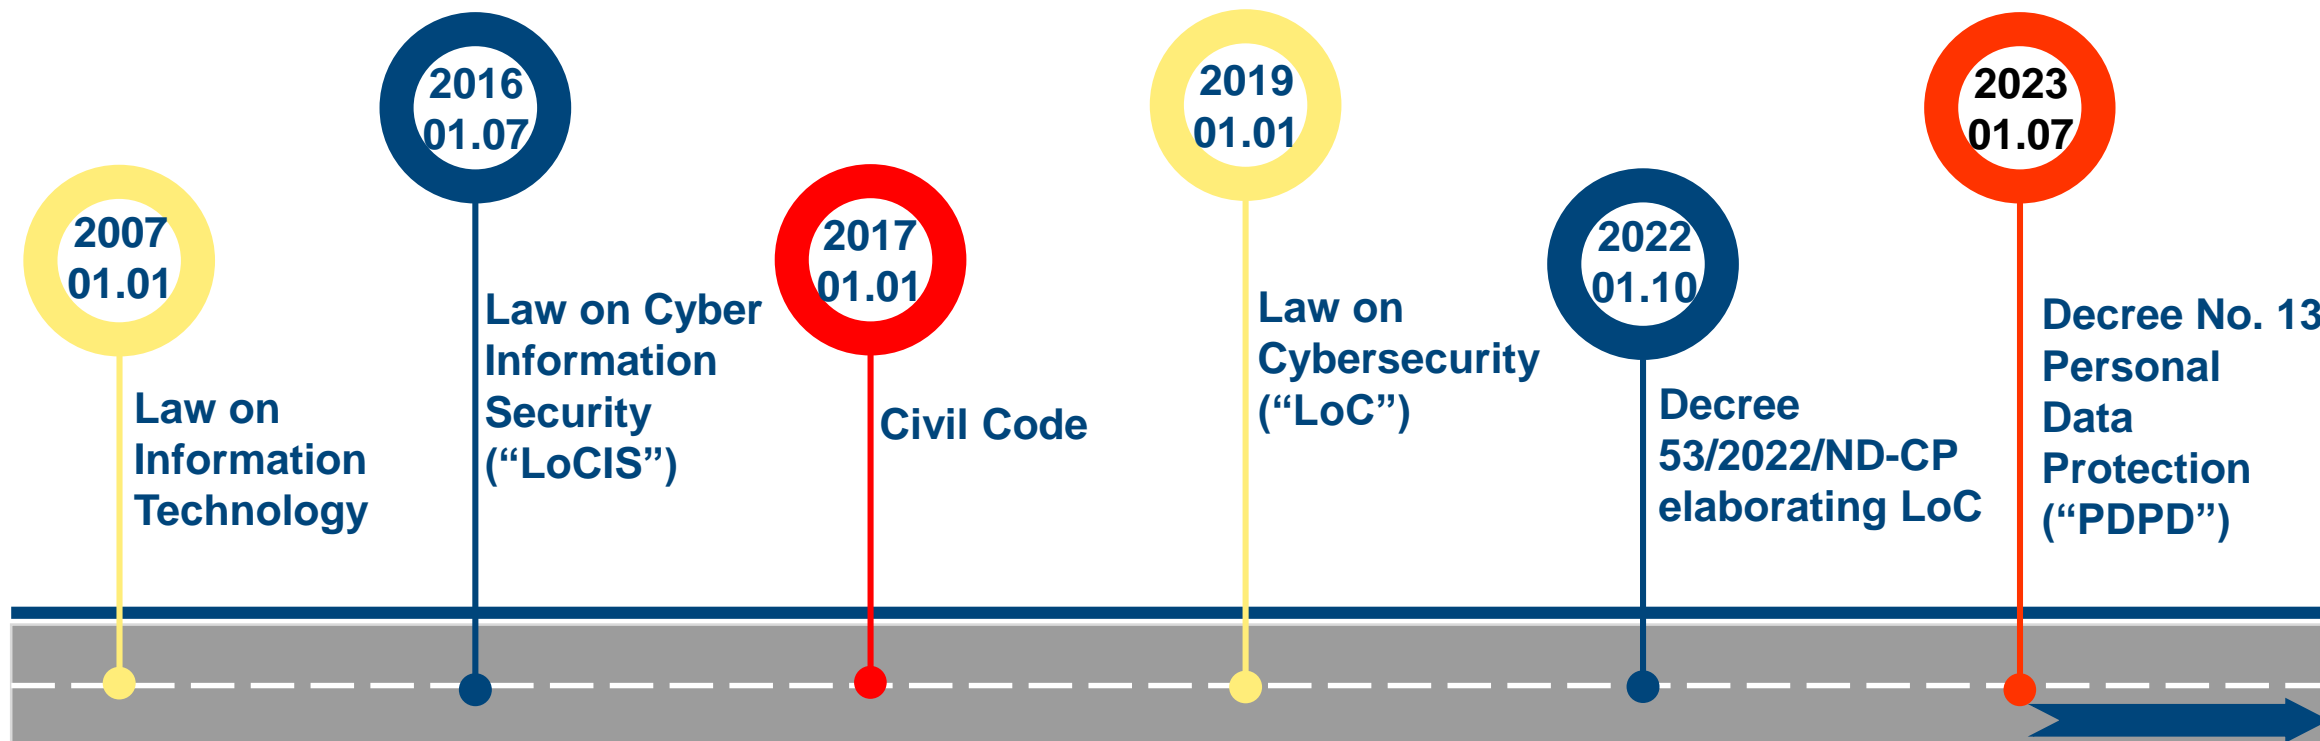 2007
01.01
Law on
Information
Technology
2016
01.07
Law on Cyber
Information
Security
(“LoCIS”)
2017
01.01
Civil Code
2019
01.01
Law on
Cybersecurity
(“LoC”)
2022
01.10
Decree
53/2022/ND-CP
elaborating LoC
2023
01.07
Decree No. 13
Personal
Data
Protection
(“PDPD”)